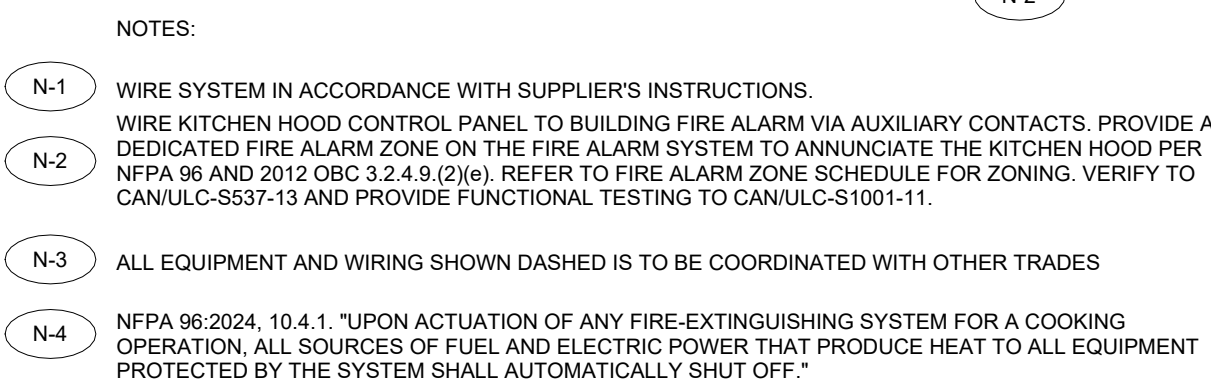 N-2
NOTES:
N-1 WIRE SYSTEM IN ACCORDANCE WITH SUPPLIER'S INSTRUCTIONS.
WIRE KITCHEN HOOD CONTROL PANEL TO BUILDING FIRE ALARM VIA AUXILIARY CONTACTS. PROVIDE A
N-2 DEDICATED FIRE ALARM ZONE ON THE FIRE ALARM SYSTEM TO ANNUNCIATE THE KITCHEN HOOD PER
NFPA 96 AND 2012 OBC 3.2.4.9.(2)(e). REFER TO FIRE ALARM ZONE SCHEDULE FOR ZONING. VERIFY TO
CAN/ULC-S537-13 AND PROVIDE FUNCTIONAL TESTING TO CAN/ULC-S1001-11.
N-3 ALL EQUIPMENT AND WIRING SHOWN DASHED IS TO BE COORDINATED WITH OTHER TRADES
N-4 NFPA 96:2024, 10.4.1. "UPON ACTUATION OF ANY FIRE-EXTINGUISHING SYSTEM FOR A COOKING
OPERATION, ALL SOURCES OF FUEL AND ELECTRIC POWER THAT PRODUCE HEAT TO ALL EQUIPMENT
PROTECTED BY THE SYSTEM SHALL AUTOMATICALLY SHUT OFF."